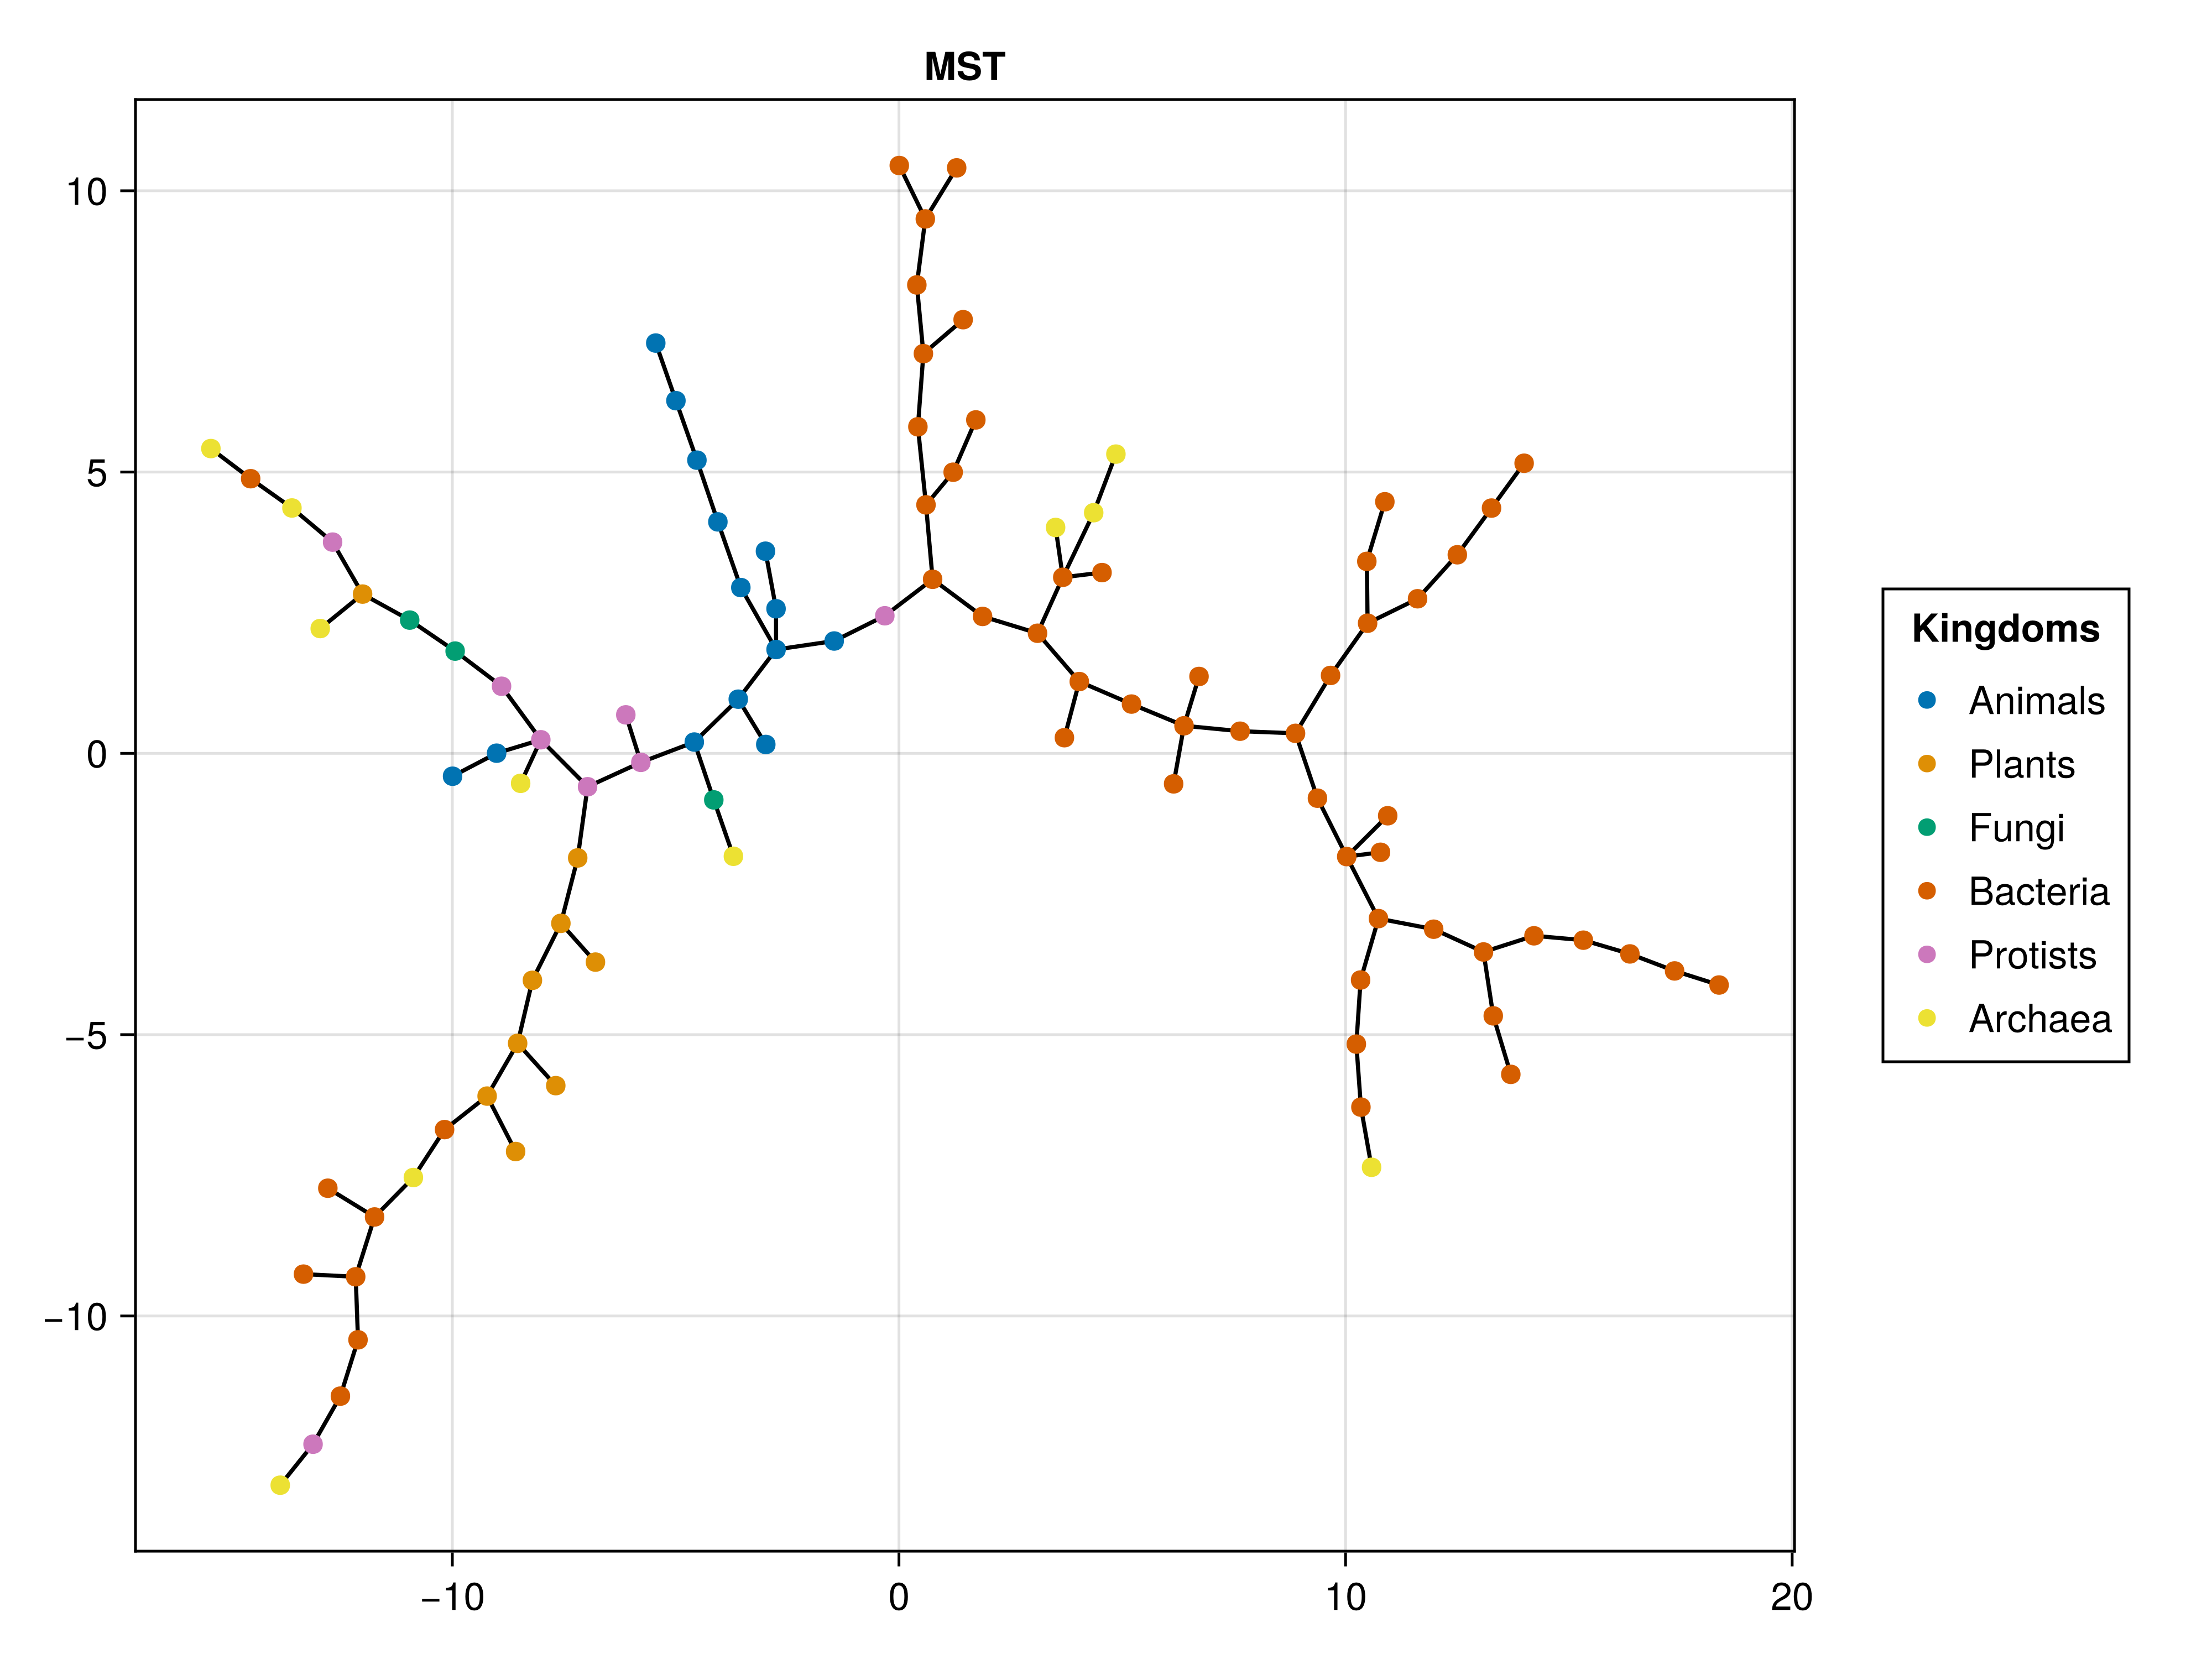 MST
10
5
0
−5
−10
−10
0
10
20
Kingdoms
Animals
Plants
Fungi
Bacteria
Protists
Archaea